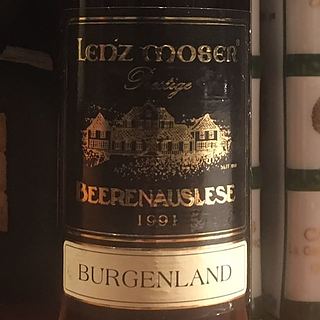 LENZ MOSER®
Prestige
BEERENAUSLESE
1991
BURGENLAND